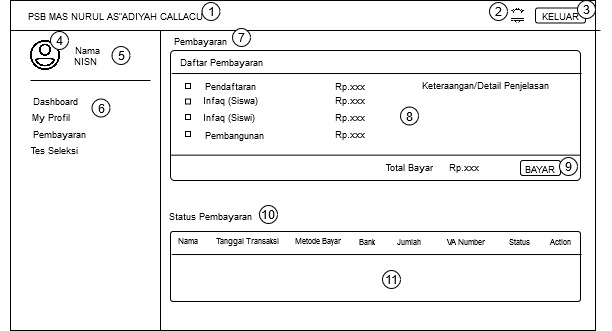 PSB MAS NURUL AS"ADIYAH CALLACU 1
2
KELUAR 3
4
Nama
NISN
5
Dashboard
6
My Profil
Pembayaran
Tes Seleksi
Pembayaran 7
Daftar Pembayaran
Pendaftaran Rp.xxx Keteraangan/Detail Penjelasan
Infaq (Siswa) Rp.xxx
Infaq (Siswi) Rp.xxx 8
Pembangunan Rp.xxx
Total Bayar Rp.xxx BAYAR 9
Status Pembayaran 10
Nama Tanggal Transaksi Metode Bayar Bank Jumlah VA Number Status Action
11